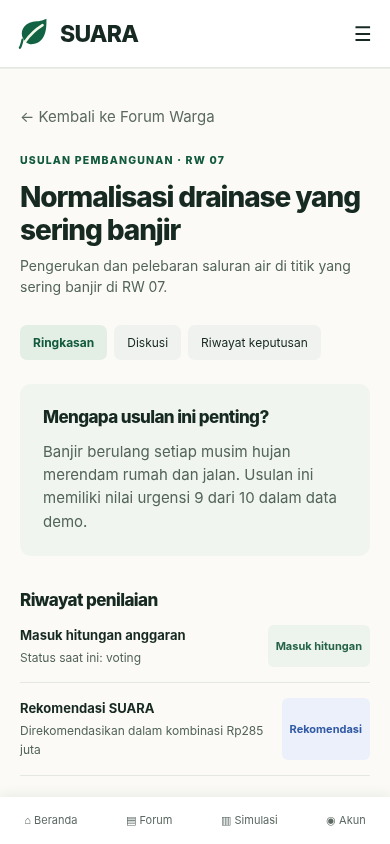 SUARA
☰
← Kembali ke Forum Warga
USULAN PEMBANGUNAN · RW 07
Normalisasi drainase yang
sering banjir
Pengerukan dan pelebaran saluran air di titik yang
sering banjir di RW 07.
Ringkasan Diskusi Riwayat keputusan
Mengapa usulan ini penting?
Banjir berulang setiap musim hujan
merendam rumah dan jalan. Usulan ini
memiliki nilai urgensi 9 dari 10 dalam data
demo.
Riwayat penilaian
Masuk hitungan anggaran
Status saat ini: voting
Masuk hitungan
Rekomendasi SUARA
Direkomendasikan dalam kombinasi Rp285
juta
Rekomendasi
⌂ Beranda ▤ Forum ▥ Simulasi ◉ Akun